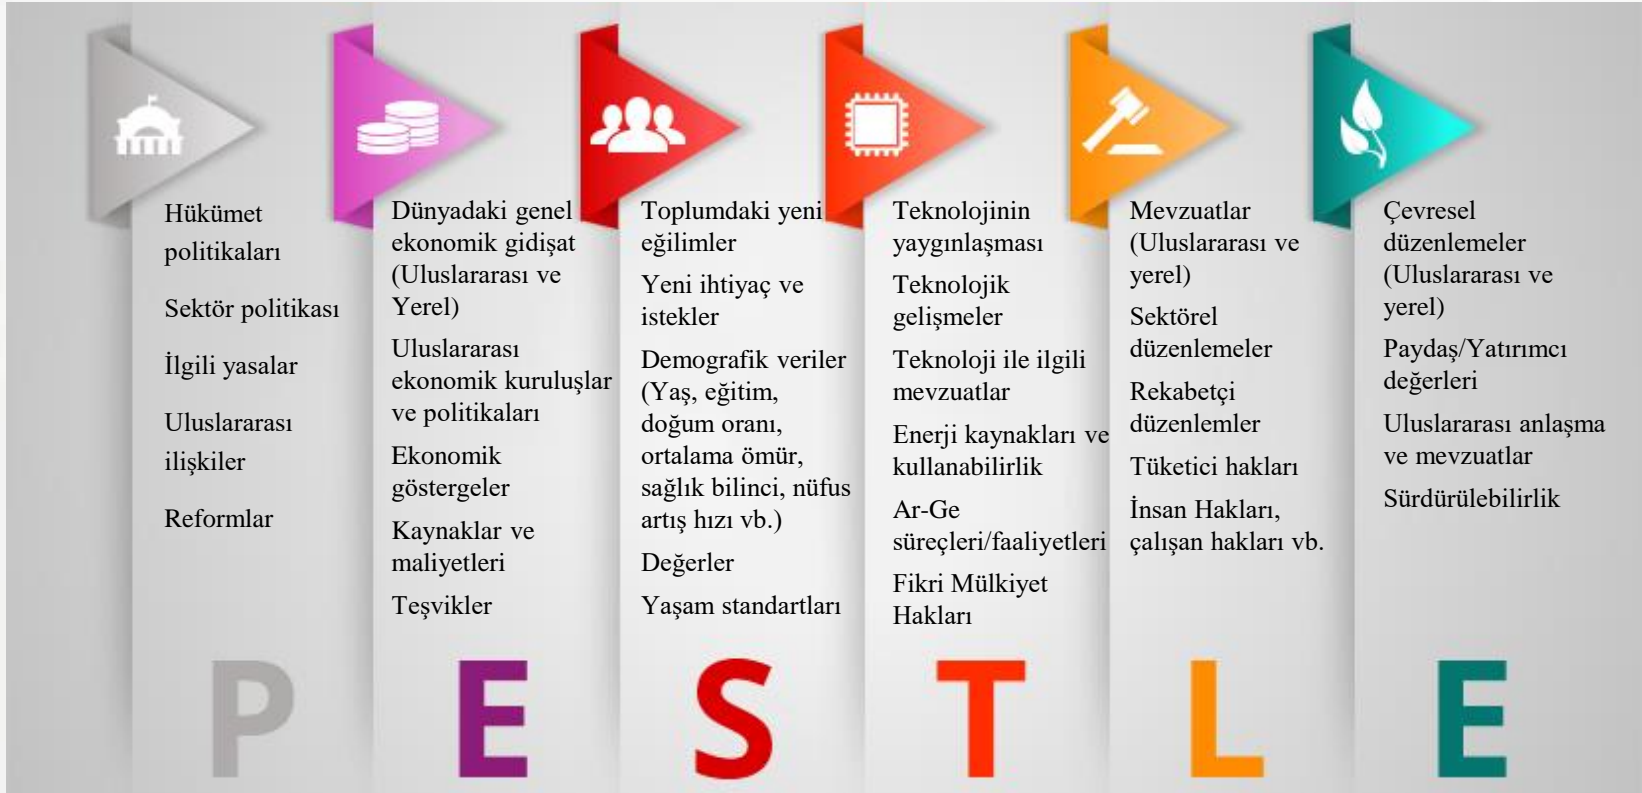 Hükümet
politikaları
Sektör politikası
İlgili yasalar
Uluslararası
ilişkiler
Reformlar
Dünyadaki genel
ekonomik gidişat
(Uluslararası ve
Yerel)
Uluslararası
ekonomik kuruluşlar
ve politikaları
Ekonomik
göstergeler
Kaynaklar ve
maliyetleri
Teşvikler
Toplumdaki yeni
eğilimler
Yeni ihtiyaç ve
istekler
Demografik veriler
(Yaş, eğitim,
doğum oranı,
ortalama ömür,
sağlık bilinci, nüfus
artış hızı vb.)
Değerler
Yaşam standartları
Teknolojinin
yaygınlaşması
Teknolojik
gelişmeler
Teknoloji ile ilgili
mevzuatlar
Enerji kaynakları ve
kullanabilirlik
Ar-Ge
süreçleri/faaliyetleri
Fikri Mülkiyet
Hakları
Mevzuatlar
(Uluslararası ve
yerel)
Sektörel
düzenlemeler
Rekabetçi
düzenlemler
Tüketici hakları
İnsan Hakları,
çalışan hakları vb.
Çevresel
düzenlemeler
(Uluslararası ve
yerel)
Paydaş/Yatırımcı
değerleri
Uluslararası anlaşma
ve mevzuatlar
Sürdürülebilirlik
P E S T L E